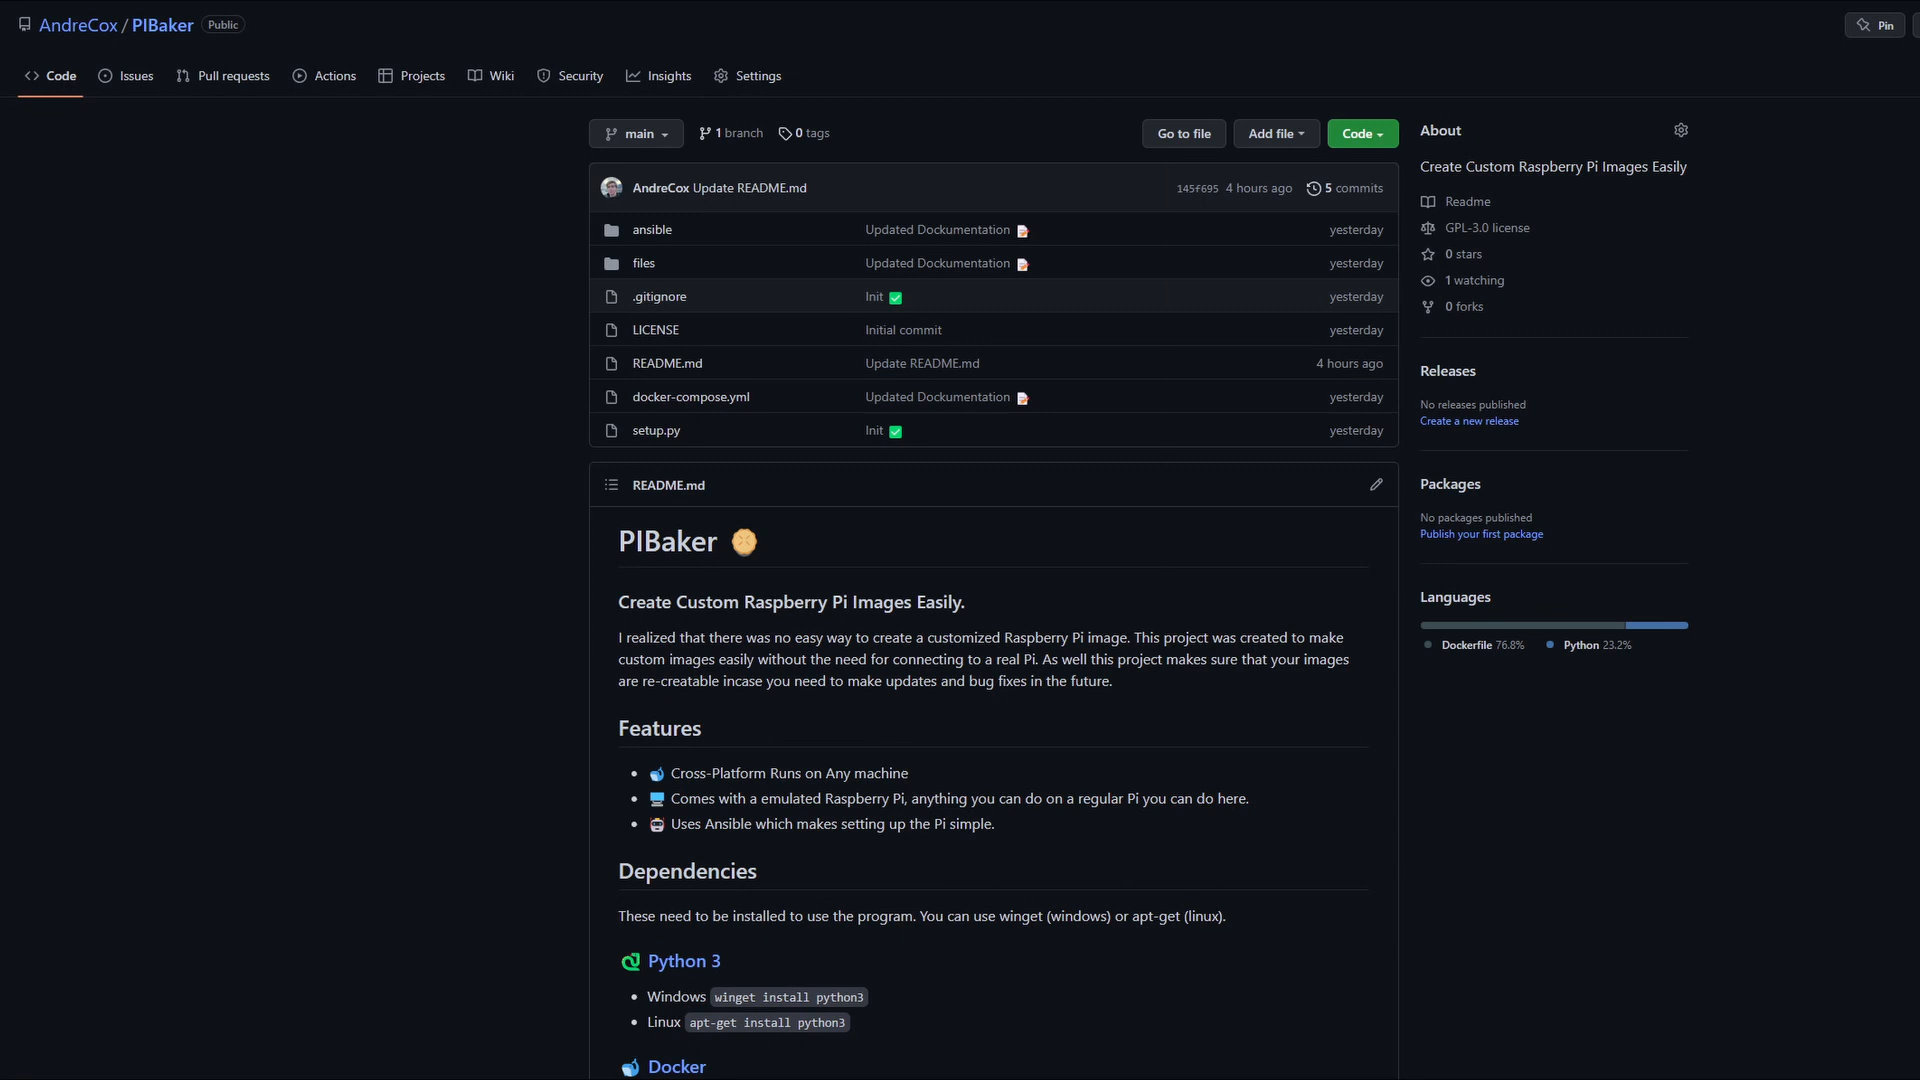 AndreCox / PIBaker Public
Pin
Code Issues Pull requests Actions Projects Wiki Security Insights Settings
main 1 branch 0 tags Go to file Add file Code
AndreCox Update README.md 145f695 4 hours ago 5 commits
ansible Updated Dockumentation yesterday
files Updated Dockumentation yesterday
.gitignore Init yesterday
LICENSE Initial commit yesterday
README.md Update README.md 4 hours ago
docker-compose.yml Updated Dockumentation yesterday
setup.py Init yesterday
README.md
PIBaker
Create Custom Raspberry Pi Images Easily.
I realized that there was no easy way to create a customized Raspberry Pi image. This project was created to make
custom images easily without the need for connecting to a real Pi. As well this project makes sure that your images
are re-creatable incase you need to make updates and bug fixes in the future.
Features
Cross-Platform Runs on Any machine
Comes with a emulated Raspberry Pi, anything you can do on a regular Pi you can do here.
Uses Ansible which makes setting up the Pi simple.
Dependencies
These need to be installed to use the program. You can use winget (windows) or apt-get (linux).
Python 3
Windows winget install python3
Linux apt-get install python3
Docker
About
Create Custom Raspberry Pi Images Easily
Readme
GPL-3.0 license
0 stars
1 watching
0 forks
Releases
No releases published
Create a new release
Packages
No packages published
Publish your first package
Languages
Dockerfile 76.8% Python 23.2%